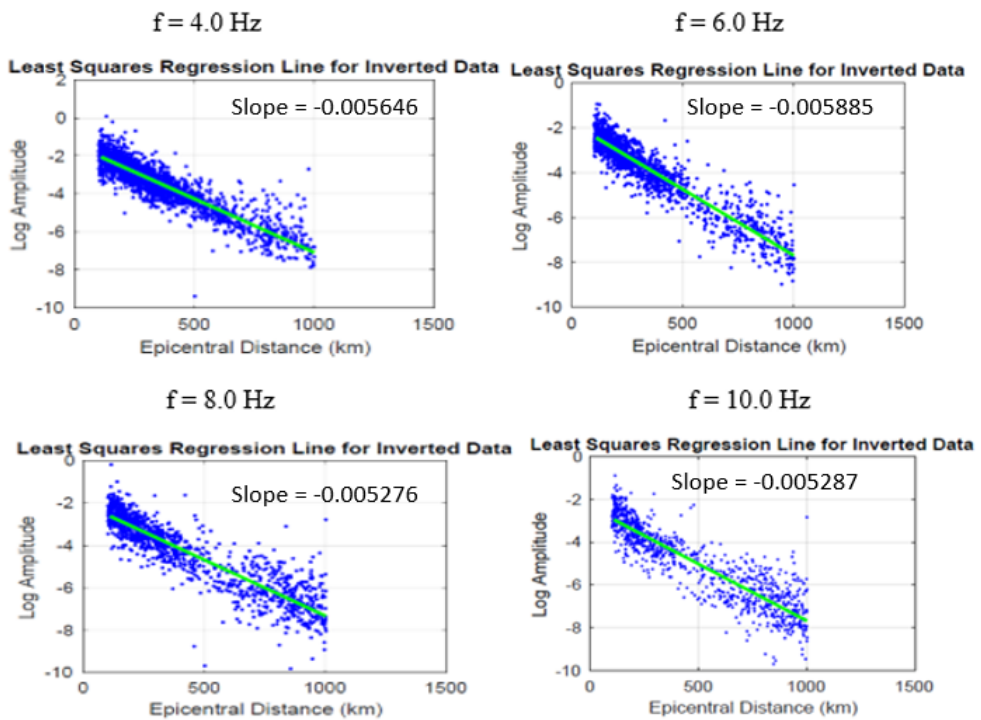 f = 4.0 Hz
Least Squares Regression Line for Inverted Data
Slope = -0.005646
Log Amplitude
2
0
-2
-4
-6
-8
-10
0 500 1000 1500
Epicentral Distance (km)
f = 6.0 Hz
Least Squares Regression Line for Inverted Data
Slope = -0.005885
Log Amplitude
0
-2
-4
-6
-8
-10
0 500 1000 1500
Epicentral Distance (km)
f = 8.0 Hz
Least Squares Regression Line for Inverted Data
Slope = -0.005276
Log Amplitude
0
-2
-4
-6
-8
-10
0 500 1000 1500
Epicentral Distance (km)
f = 10.0 Hz
Least Squares Regression Line for Inverted Data
Slope = -0.005287
Log Amplitude
0
-2
-4
-6
-8
-10
0 500 1000 1500
Epicentral Distance (km)